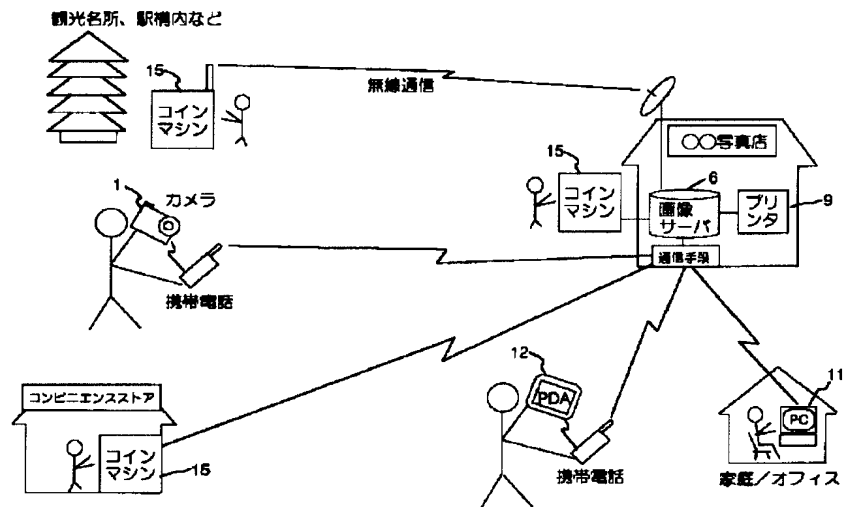 観光名所、駅構内など
15
コイン
マシン
無線通信
○○写真店
15
コイン
マシン
6
画像
サーバ
プリ
ンタ
9
通信手段
1
カメラ
携帯電話
コンビニエンスストア
コイン
マシン
15
12
PDA
携帯電話
11
PC
家庭/オフィス